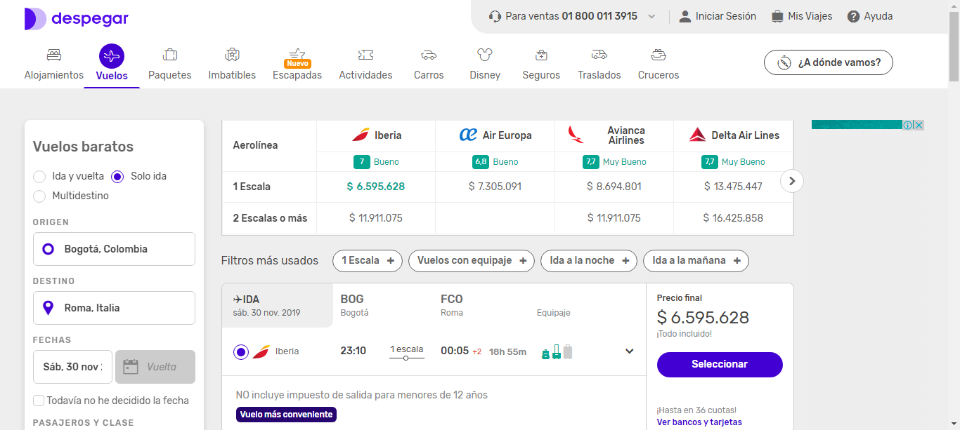 despegar
Para ventas 01 800 011 3915
Iniciar Sesión
Mis Viajes
Ayuda
Alojamientos
Vuelos
Paquetes
Imbatibles
Nuevo
Escapadas
Actividades
Carros
Disney
Seguros
Traslados
Cruceros
¿A dónde vamos?
Vuelos baratos
Ida y vuelta
Solo ida
Multidestino
ORIGEN
Bogotá, Colombia
DESTINO
Roma, Italia
FECHAS
Sáb, 30 nov
Vuelta
Todavía no he decidido la fecha
PASAJEROS Y CLASE
Aerolínea
Iberia
Air Europa
Avianca Airlines
Delta Air Lines
7 Bueno
6,8 Bueno
7,7 Muy Bueno
7,7 Muy Bueno
1 Escala
$ 6.595.628
$ 7.305.091
$ 8.694.801
$ 13.475.447
2 Escalas o más
$ 11.911.075
$ 11.911.075
$ 16.425.858
Filtros más usados
1 Escala +
Vuelos con equipaje +
Ida a la noche +
Ida a la mañana +
IDA
sáb. 30 nov. 2019
BOG
Bogotá
FCO
Roma
Equipaje
Iberia
23:10
1 escala
00:05 +2
18h 55m
NO incluye impuesto de salida para menores de 12 años
Vuelo más conveniente
Precio final
$ 6.595.628
¡Todo incluido!
Seleccionar
¡Hasta en 36 cuotas!
Ver bancos y tarjetas